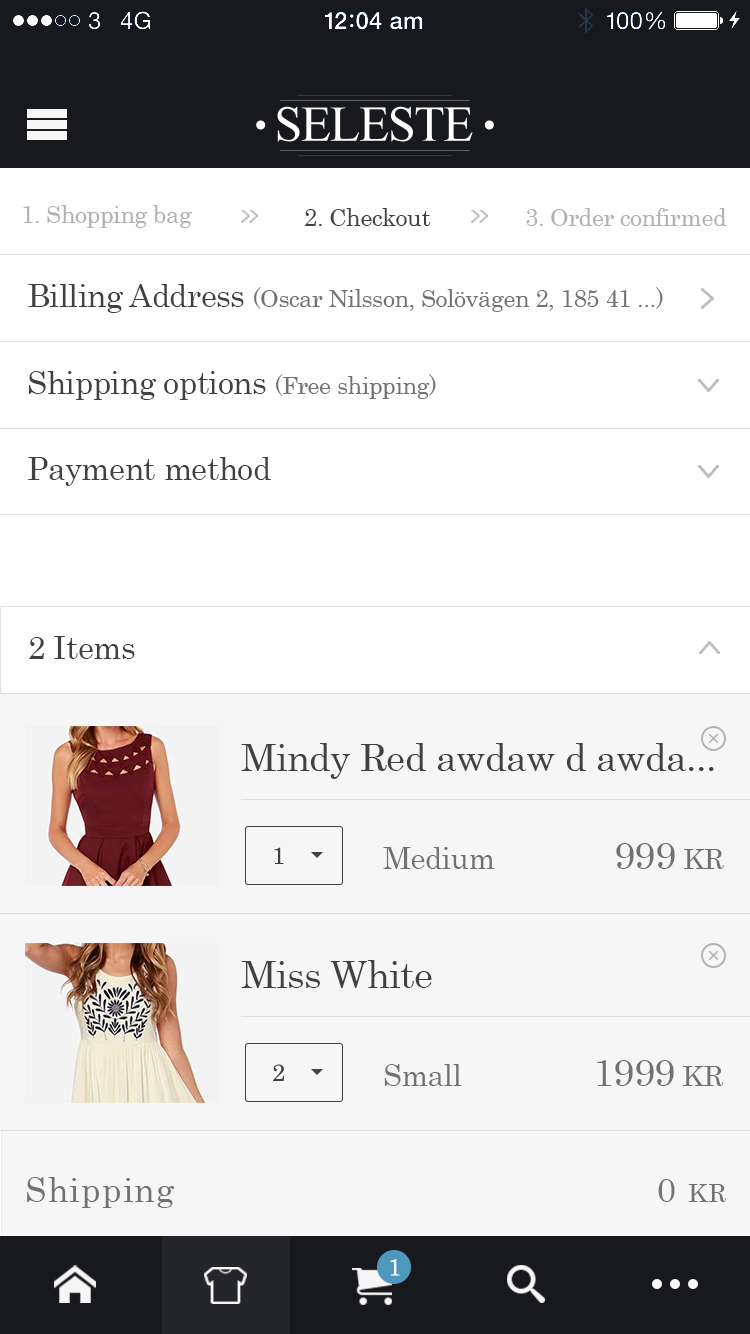 3 4G 12:04 am 100%
SELESTE
1. Shopping bag » 2. Checkout » 3. Order confirmed
Billing Address (Oscar Nilsson, Solövägen 2, 185 41 ...)
Shipping options (Free shipping)
Payment method
2 Items
Mindy Red awdaw d awda...
1 Medium 999 KR
Miss White
2 Small 1999 KR
Shipping 0 KR
1